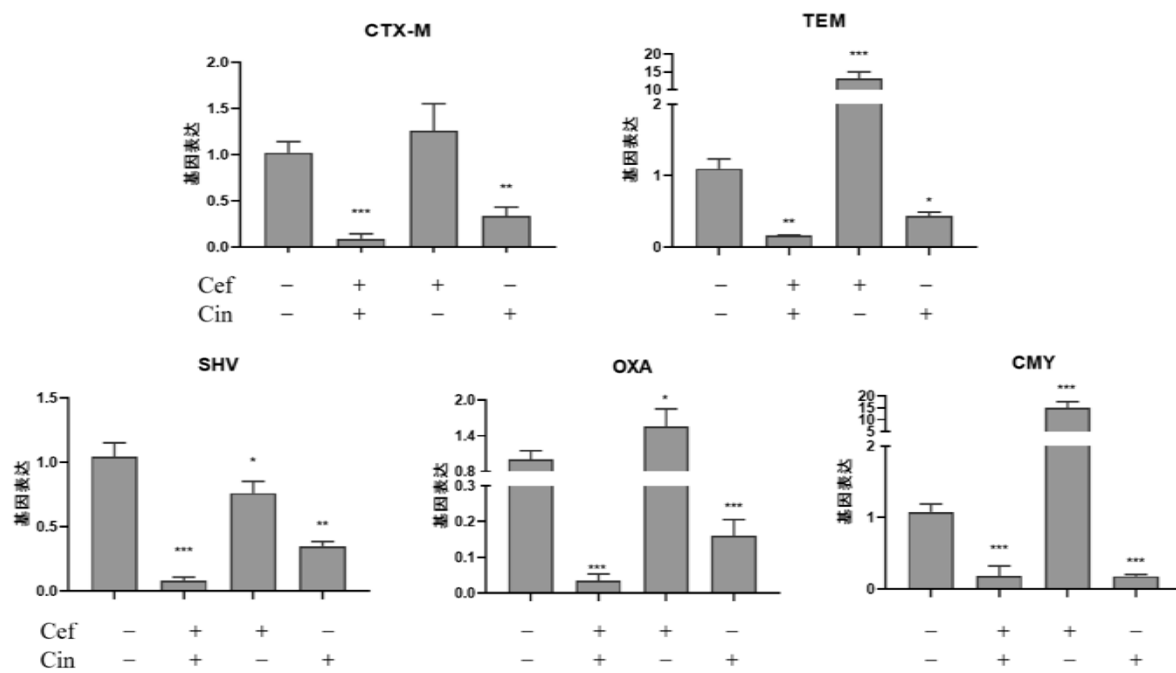 CTX-M
基因表达
2.0
1.5
1.0
0.5
0.0
***
**
Cef − + + −
Cin − + − +
TEM
基因表达
20
15
10
2
1
0
**
***
*
− + + −
− + − +
SHV
基因表达
1.5
1.0
0.5
0.0
***
*
**
Cef − + + −
Cin − + − +
OXA
基因表达
2.0
1.4
0.8
0.3
0.2
0.1
0.0
***
*
***
− + + −
− + − +
CMY
基因表达
20
15
10
5
2
1
0
***
***
***
− + + −
− + − +